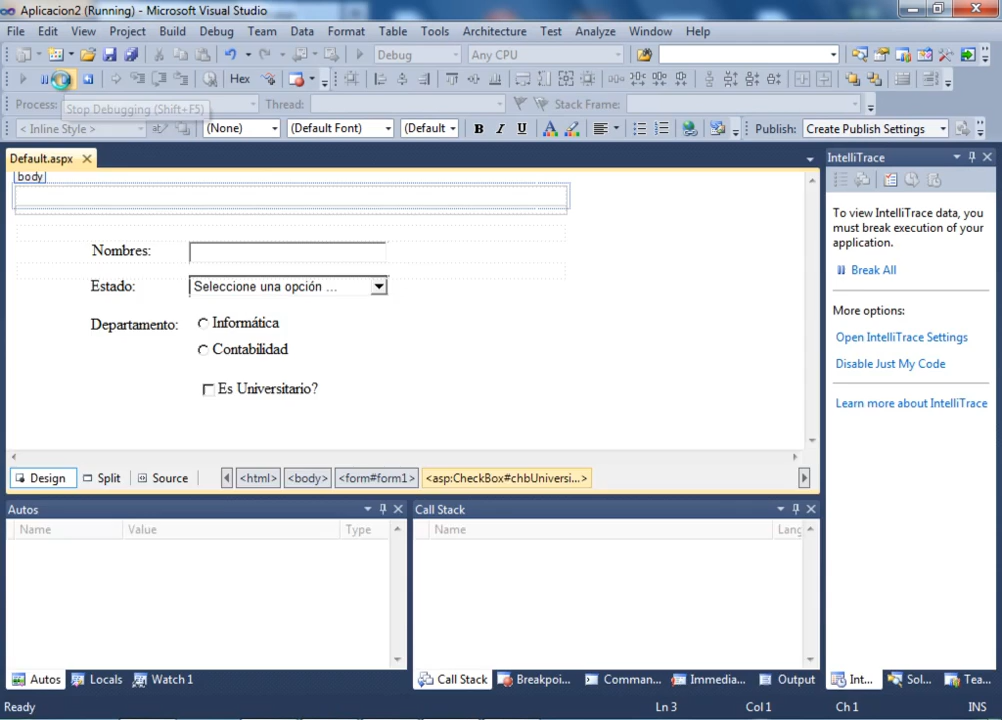 Aplicacion2 (Running) - Microsoft Visual Studio
File Edit View Project Build Debug Team Data Format Table Tools Architecture Test Analyze Window Help
Debug Any CPU
Hex
Process: Stop Debugging (Shift+F5) Thread: Stack Frame:
< Inline Style > (None) (Default Font) (Default B I U A Publish: Create Publish Settings
Default.aspx
body
Nombres:
Estado: Seleccione una opción ...
Departamento: Informática
Contabilidad
Es Universitario?
Design Split Source <html> <body> <form#form1> <asp:CheckBox#chbUniversi...>
IntelliTrace
To view IntelliTrace data, you
must break execution of your
application.
Break All
More options:
Open IntelliTrace Settings
Disable Just My Code
Learn more about IntelliTrace
Autos
Name Value Type
Call Stack
Name Lang
Autos Locals Watch 1
Call Stack Breakpoi... Comman... Immedia... Output
Int... Sol... Tea...
Ready Ln 3 Col 1 Ch 1 INS